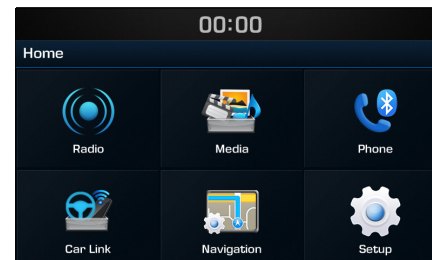 00:00
Home
Radio
Media
Phone
Car Link
Navigation
Setup